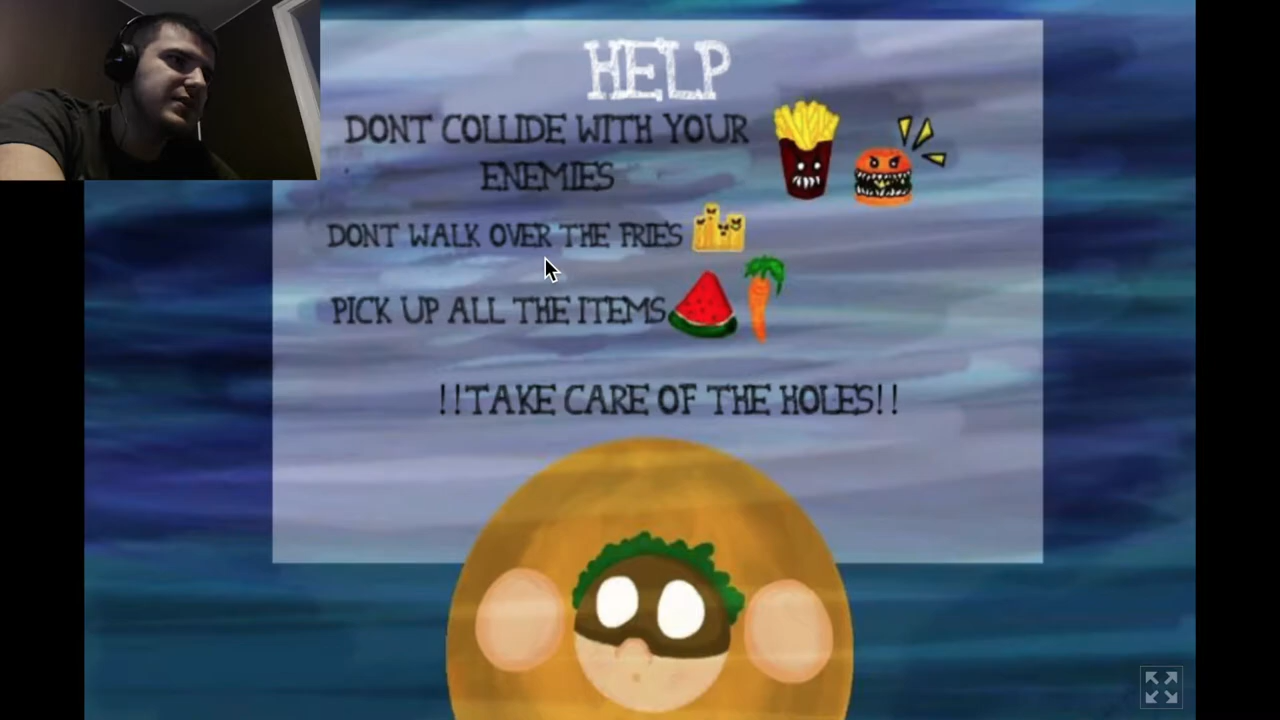 HELP
DONT COLLIDE WITH YOUR
ENEMIES
DONT WALK OVER THE FRIES
PICK UP ALL THE ITEMS
!!TAKE CARE OF THE HOLES!!